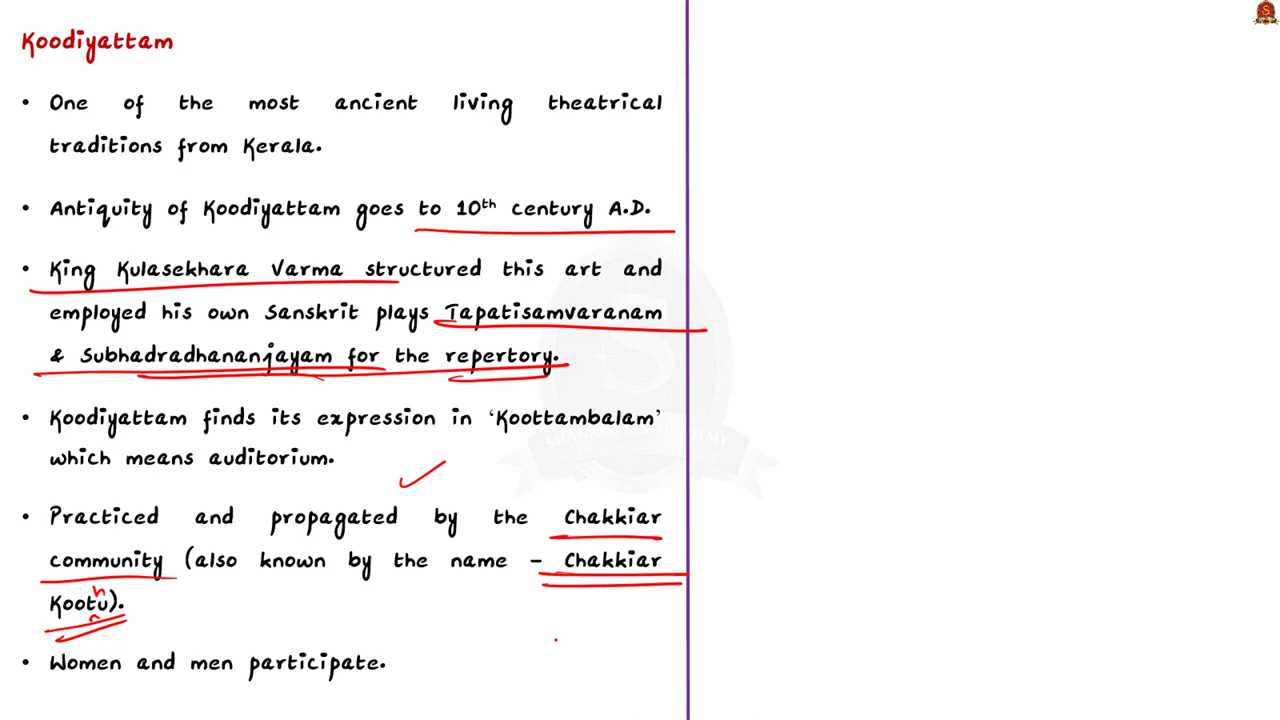 Koodiyattam
• One of the most ancient living theatrical
traditions from Kerala.
• Antiquity of Koodiyattam goes to 10th century A.D.
• King Kulasekhara Varma structured this art and
employed his own Sanskrit plays Tapatisamvaranam
& Subhadradhananjayam for the repertory.
• Koodiyattam finds its expression in ‘Koottambalam’
which means auditorium.
• Practiced and propagated by the Chakkiar
community (also known by the name - Chakkiar
h
Kootu).
• Women and men participate.